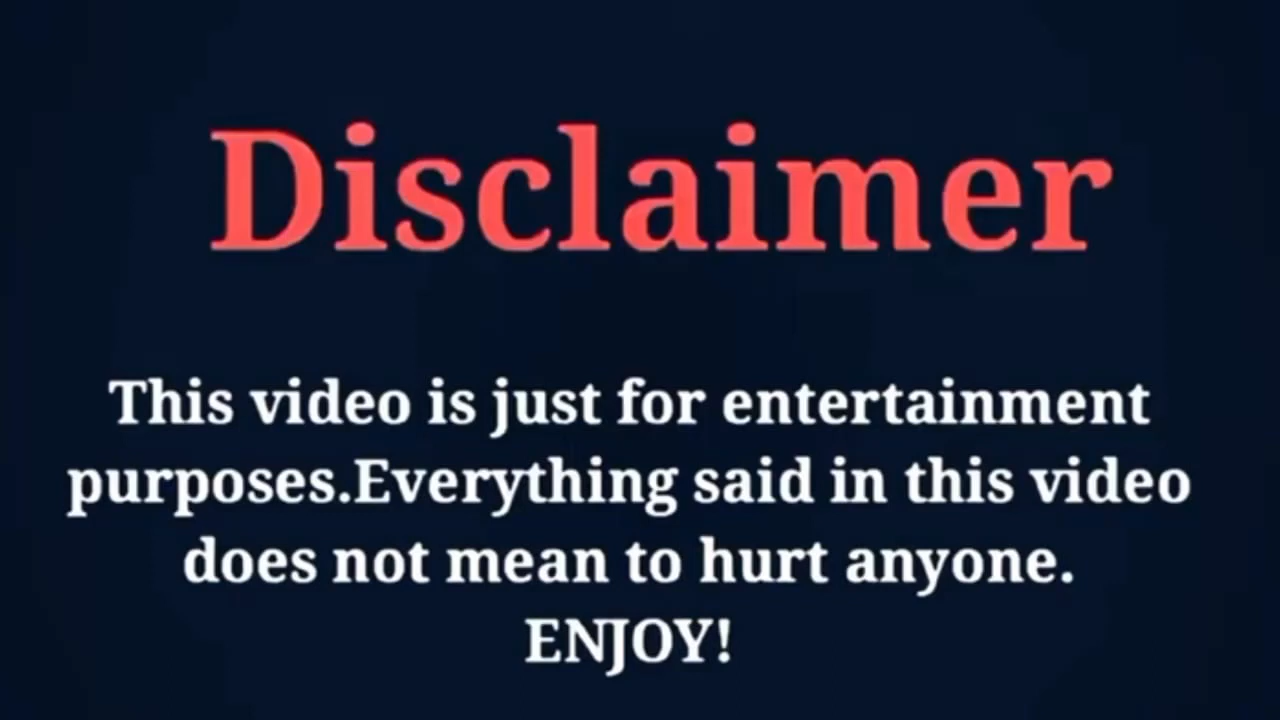 Disclaimer
This video is just for entertainment
purposes.Everything said in this video
does not mean to hurt anyone.
ENJOY!